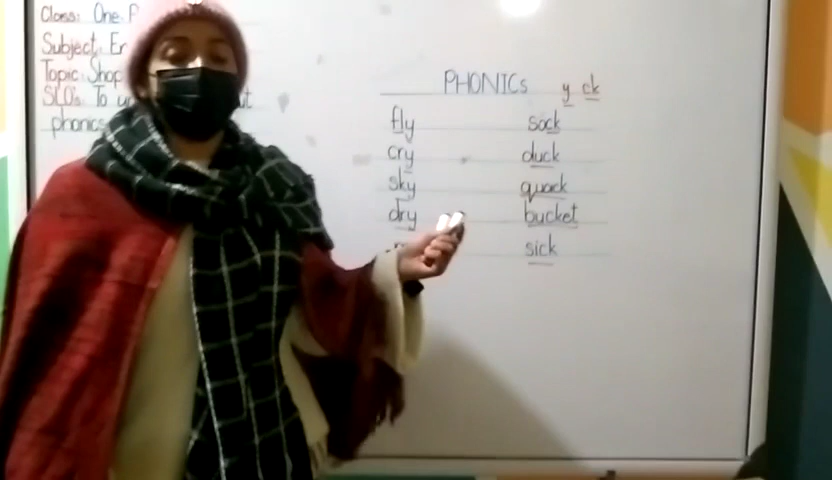 Class: One
Subject: En
Topic: Shop
SLO's: To
phonics
PHONICs y ck
fly sock
cry duck
sky quack
dry bucket
sick